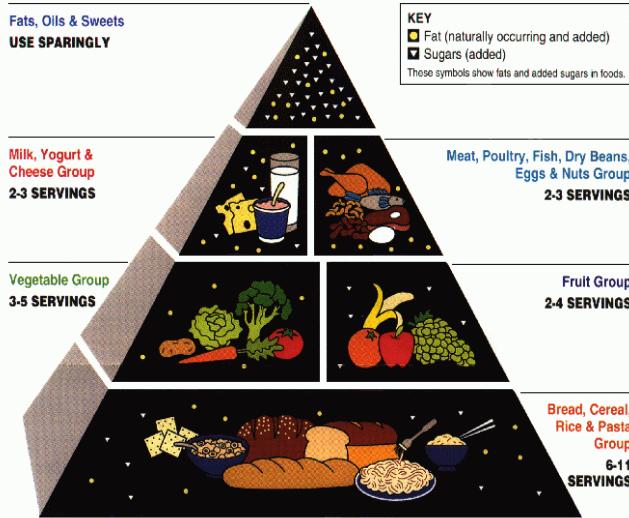 Fats, Oils & Sweets
USE SPARINGLY
KEY
Fat (naturally occurring and added)
Sugars (added)
These symbols show fats and added sugars in foods.
Milk, Yogurt &
Cheese Group
2-3 SERVINGS
Meat, Poultry, Fish, Dry Beans,
Eggs & Nuts Group
2-3 SERVINGS
Vegetable Group
3-5 SERVINGS
Fruit Group
2-4 SERVINGS
Bread, Cereal,
Rice & Pasta
Group
6-11
SERVINGS